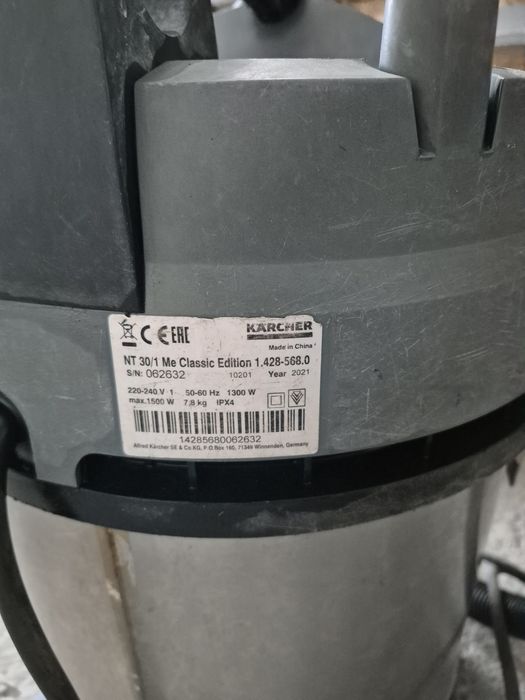 CE EAC KÄRCHER
Made in China
NT 30/1 Me Classic Edition 1.428-568.0
S/N: 062632 10201 Year 2021
220-240 V 1 50-60 Hz 1300 W
max.1500 W 7,8 kg IPX4
14285680062632
Alfred Kärcher SE & Co KG, P.O.Box 160, 71349 Winnenden, Germany